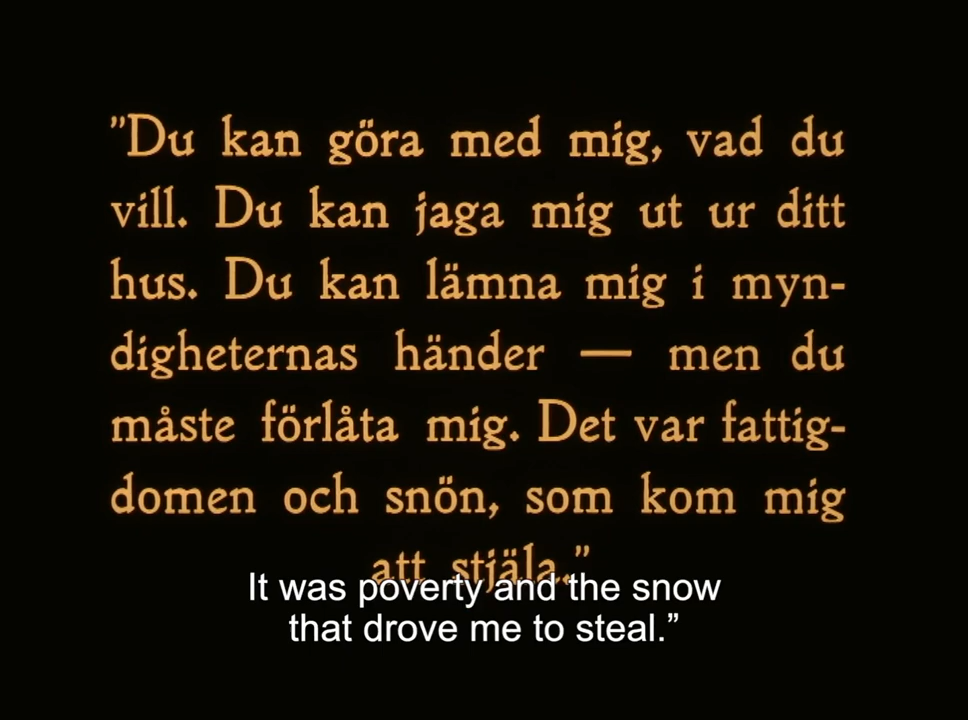 ”Du kan göra med mig, vad du
vill. Du kan jaga mig ut ur ditt
hus. Du kan lämna mig i myn-
digheternas händer — men du
måste förlåta mig. Det var fattig-
domen och snön, som kom mig
att stjäla.”
It was poverty and the snow
that drove me to steal.”